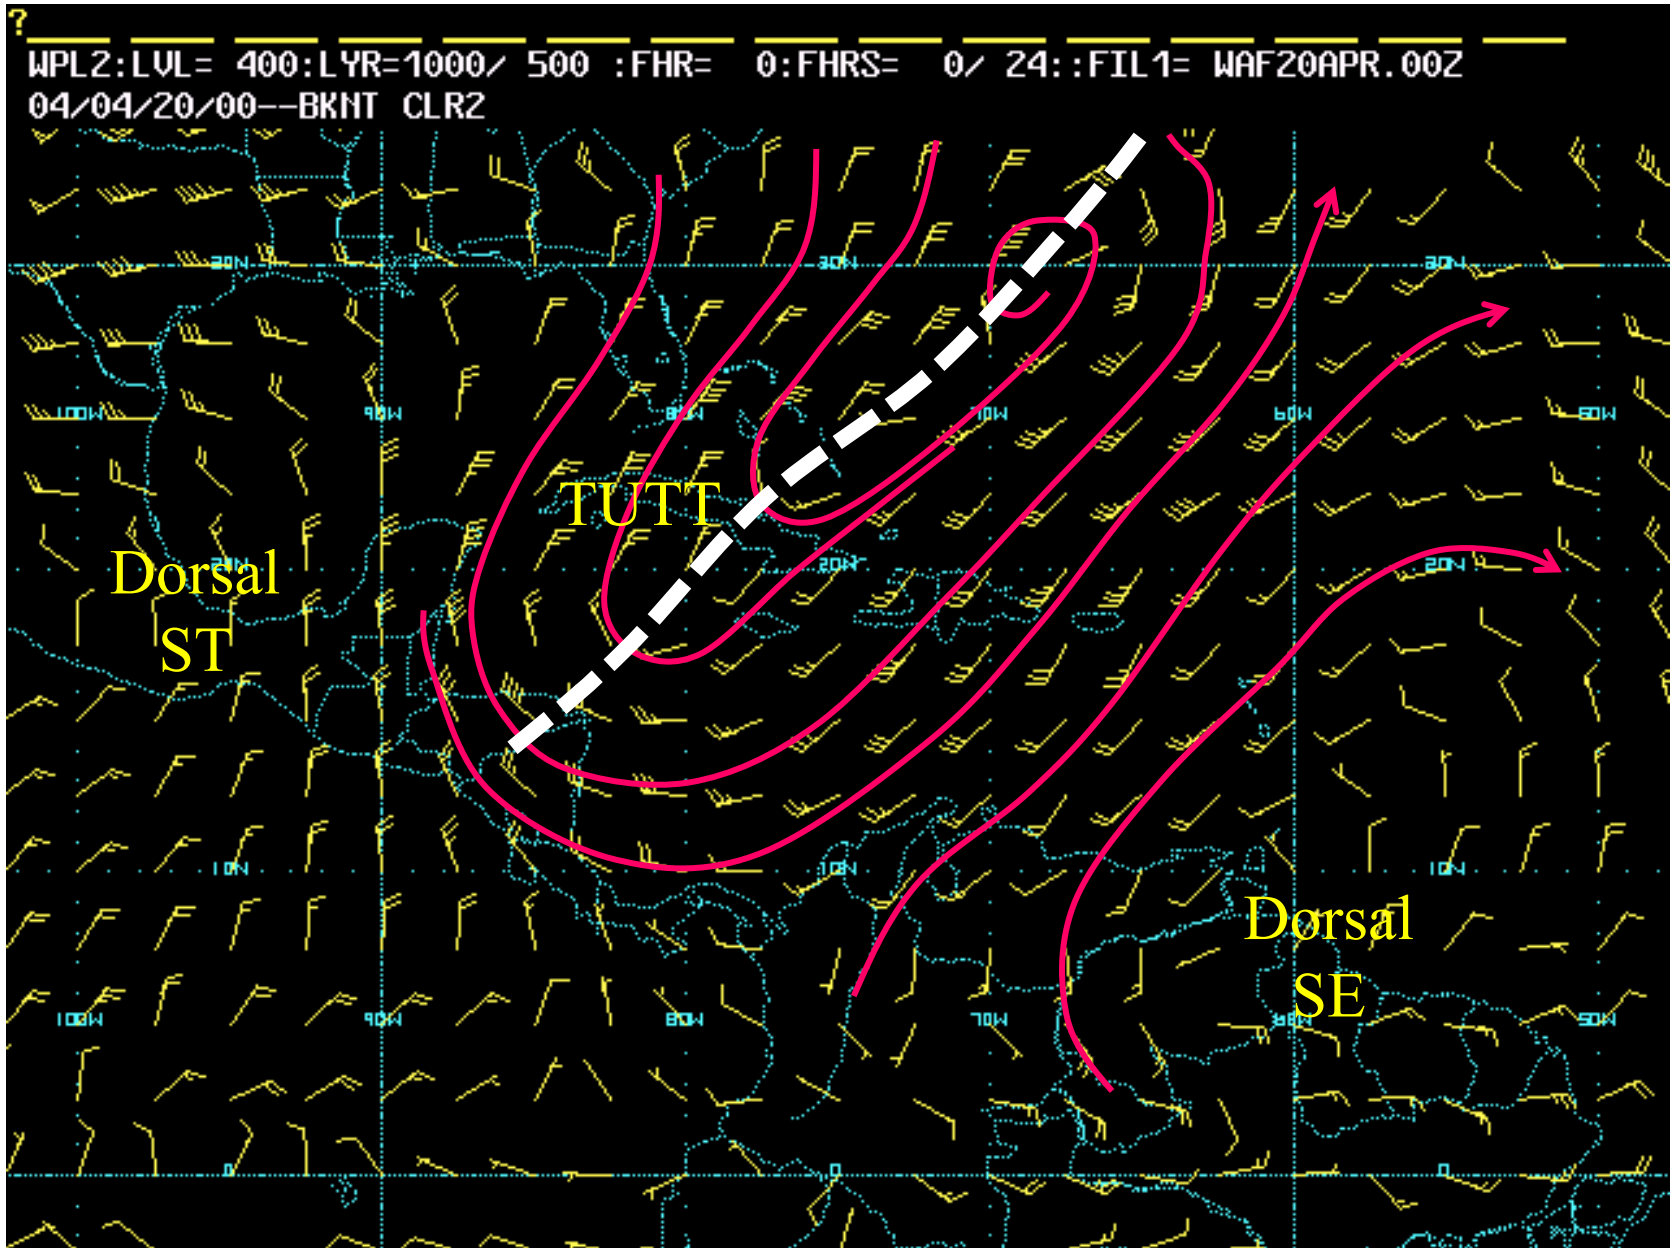 ?
WPL2:LVL= 400:LYR=1000/ 500 :FHR= 0:FHRS= 0/ 24::FIL1= WAF20APR.00Z
04/04/20/00--BKNT CLR2
30N 30N 30N
100W 90W 80W 70W 60W 50W
TUTT
Dorsal
ST
20N 20N 20N
10N 10N 10N
Dorsal
SE
100W 90W 80W 70W 50W
0 0 0